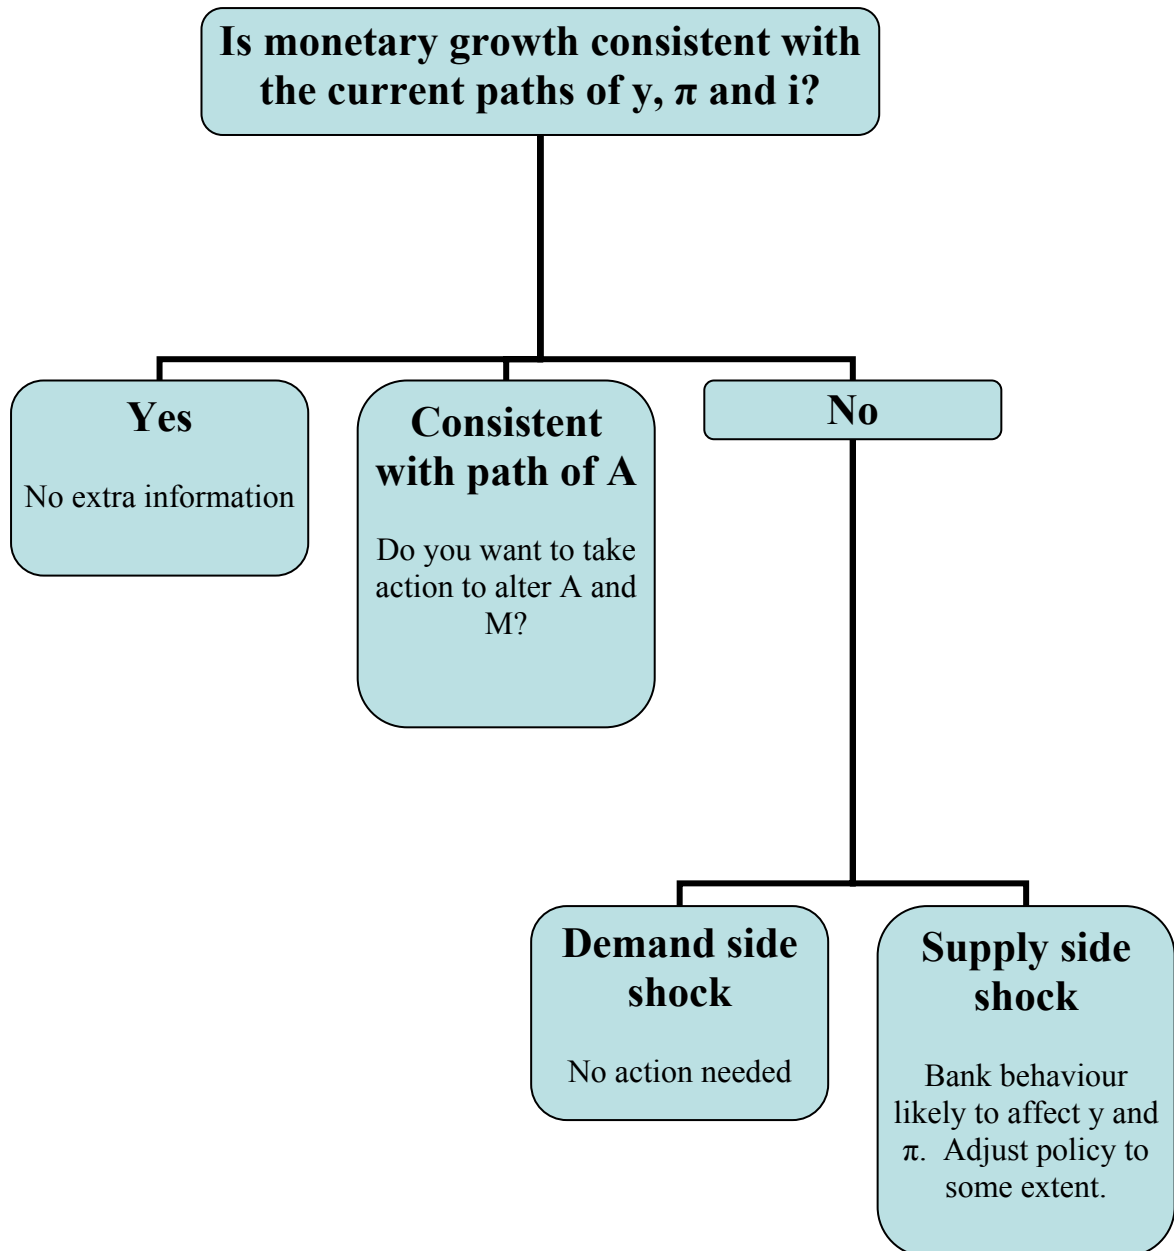 Is monetary growth consistent with
the current paths of y, π and i?
Yes
No extra information
Consistent
with path of A
Do you want to take
action to alter A and
M?
No
Demand side
shock
No action needed
Supply side
shock
Bank behaviour
likely to affect y and
π.  Adjust policy to
some extent.